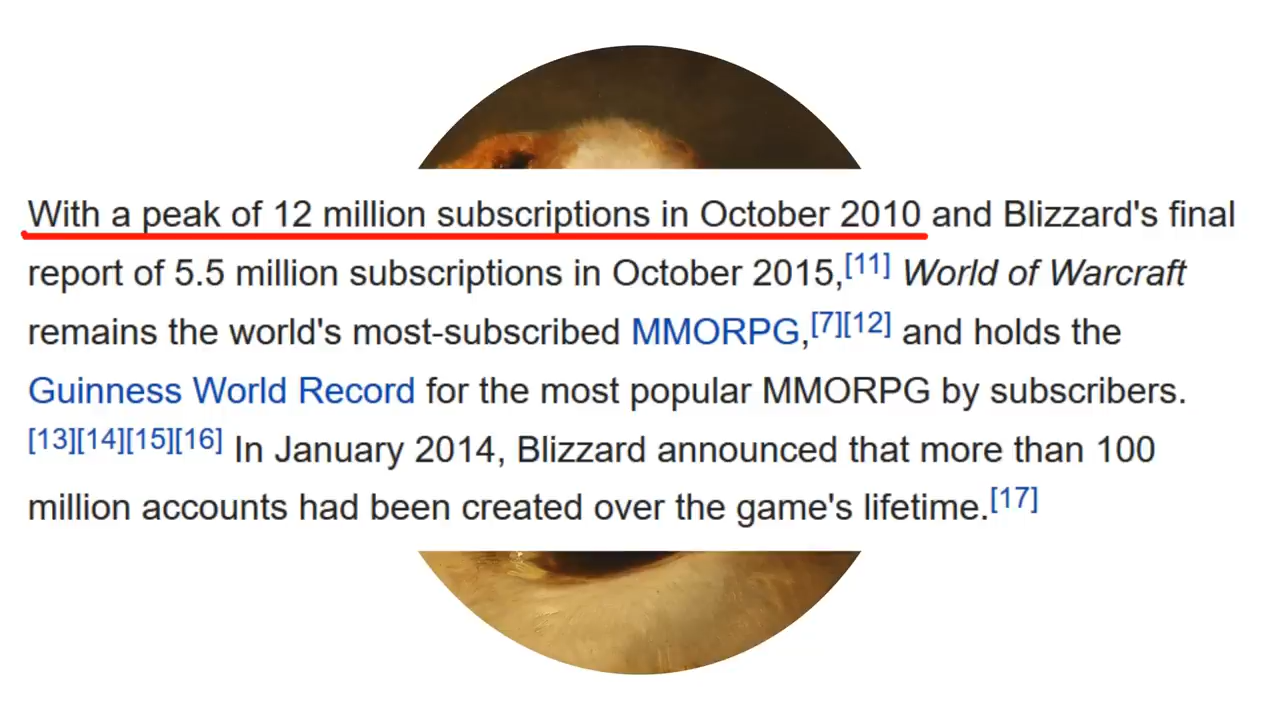 With a peak of 12 million subscriptions in October 2010 and Blizzard's final
report of 5.5 million subscriptions in October 2015,[11] World of Warcraft
remains the world's most-subscribed MMORPG,[7][12] and holds the
Guinness World Record for the most popular MMORPG by subscribers.
[13][14][15][16] In January 2014, Blizzard announced that more than 100
million accounts had been created over the game's lifetime.[17]